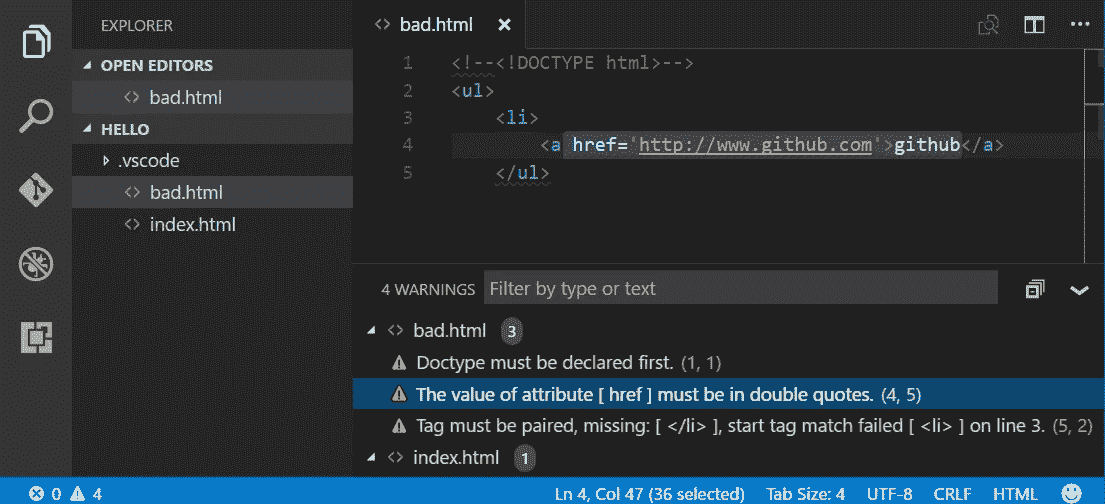 EXPLORER
OPEN EDITORS
bad.html
HELLO
.vscode
bad.html
index.html
bad.html
1 <!--<!DOCTYPE html>-->
2 <ul>
3 <li>
4 <a href='http://www.github.com'>github</a>
5 </ul>
4 WARNINGS Filter by type or text
bad.html 3
Doctype must be declared first. (1, 1)
The value of attribute [ href ] must be in double quotes. (4, 5)
Tag must be paired, missing: [ </li> ], start tag match failed [ <li> ] on line 3. (5, 2)
index.html 1
0 4 Ln 4, Col 47 (36 selected) Tab Size: 4 UTF-8 CRLF HTML